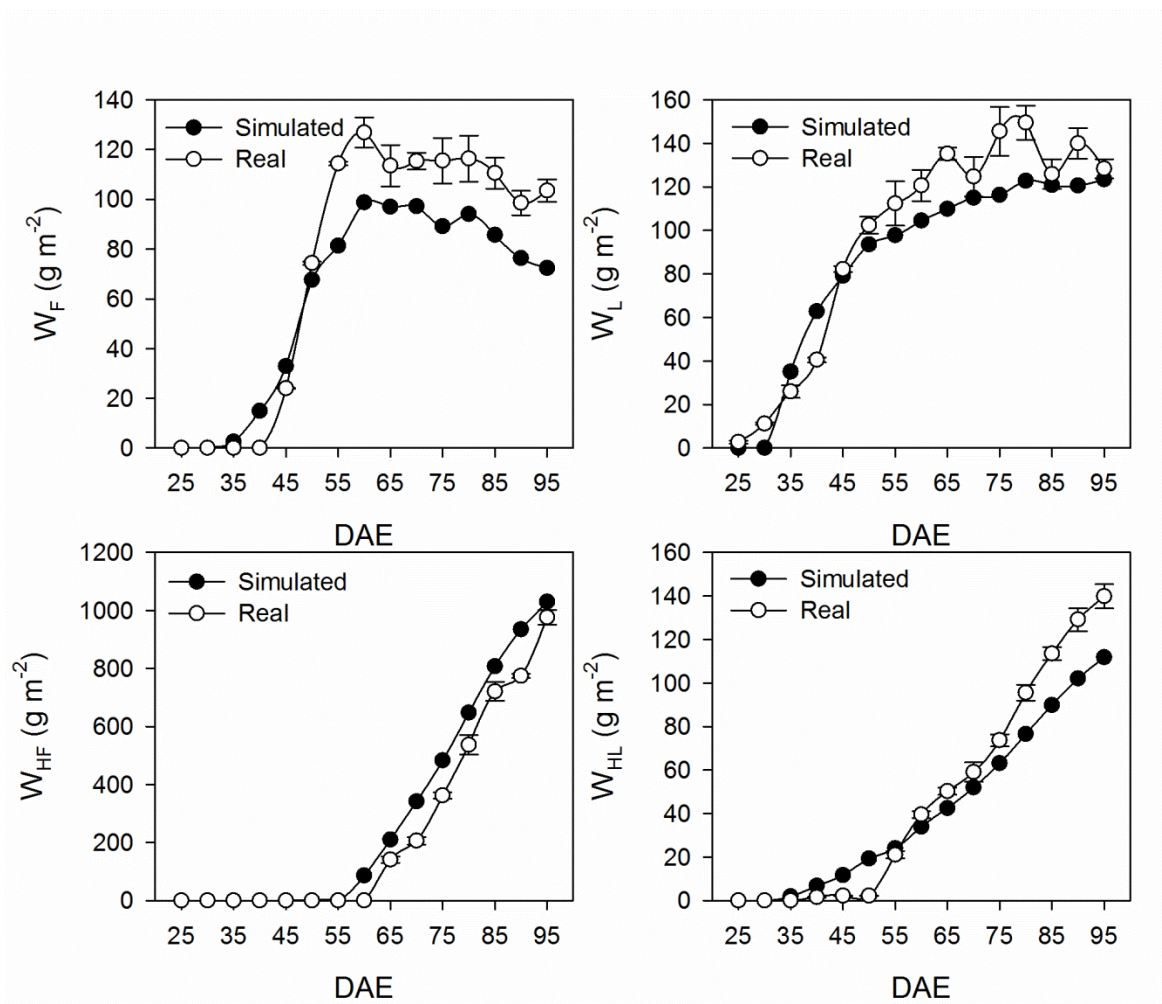 140
120
100
80
60
40
20
0
W_F (g m^-2)
Simulated
Real
25 35 45 55 65 75 85 95
DAE
160
140
120
100
80
60
40
20
0
W_L (g m^-2)
Simulated
Real
25 35 45 55 65 75 85 95
DAE
1200
1000
800
600
400
200
0
W_HF (g m^-2)
Simulated
Real
25 35 45 55 65 75 85 95
DAE
160
140
120
100
80
60
40
20
0
W_HL (g m^-2)
Simulated
Real
25 35 45 55 65 75 85 95
DAE